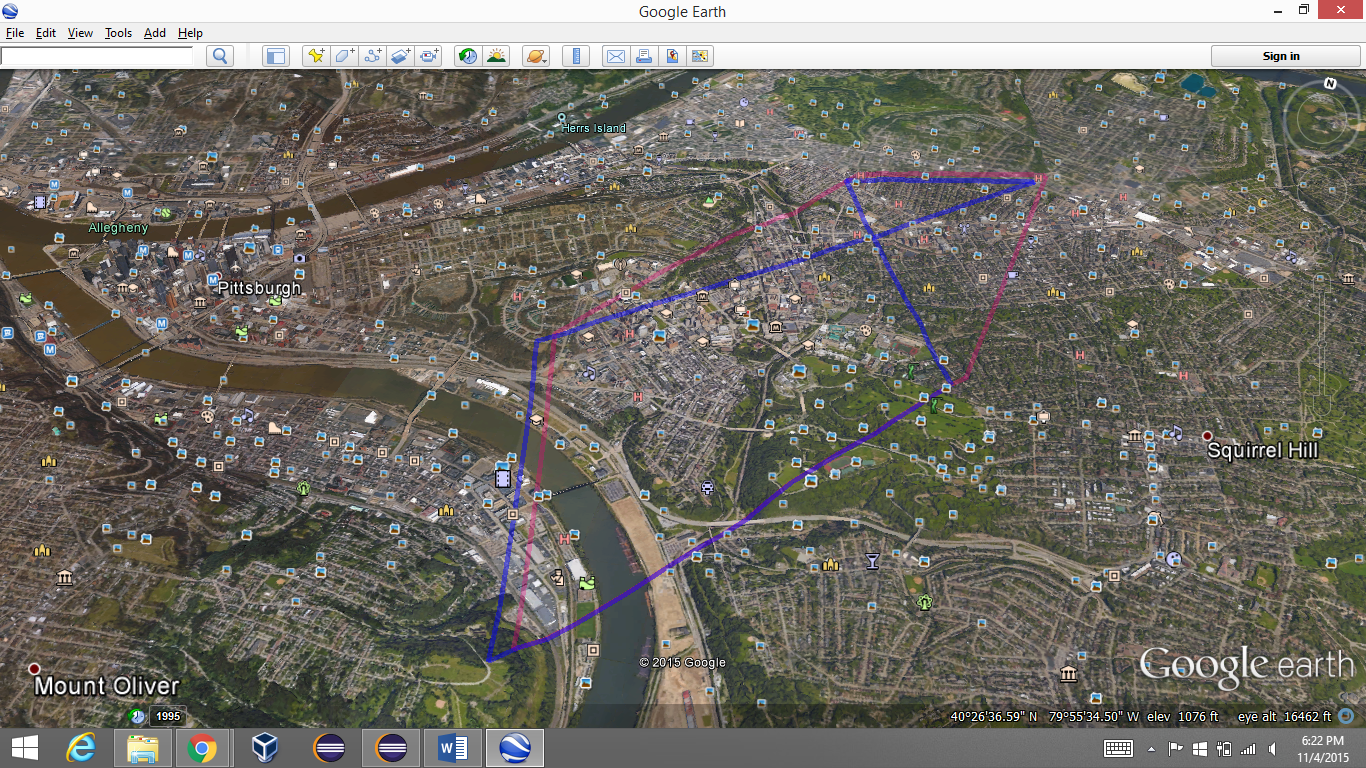 Google Earth
File Edit View Tools Add Help
Sign in
N
Herrs Island
Allegheny
Pittsburgh
Squirrel Hill
© 2015 Google
Google earth
Mount Oliver
1995
40°26'36.59" N 79°55'34.50" W elev 1076 ft eye alt 16462 ft
6:22 PM
11/4/2015